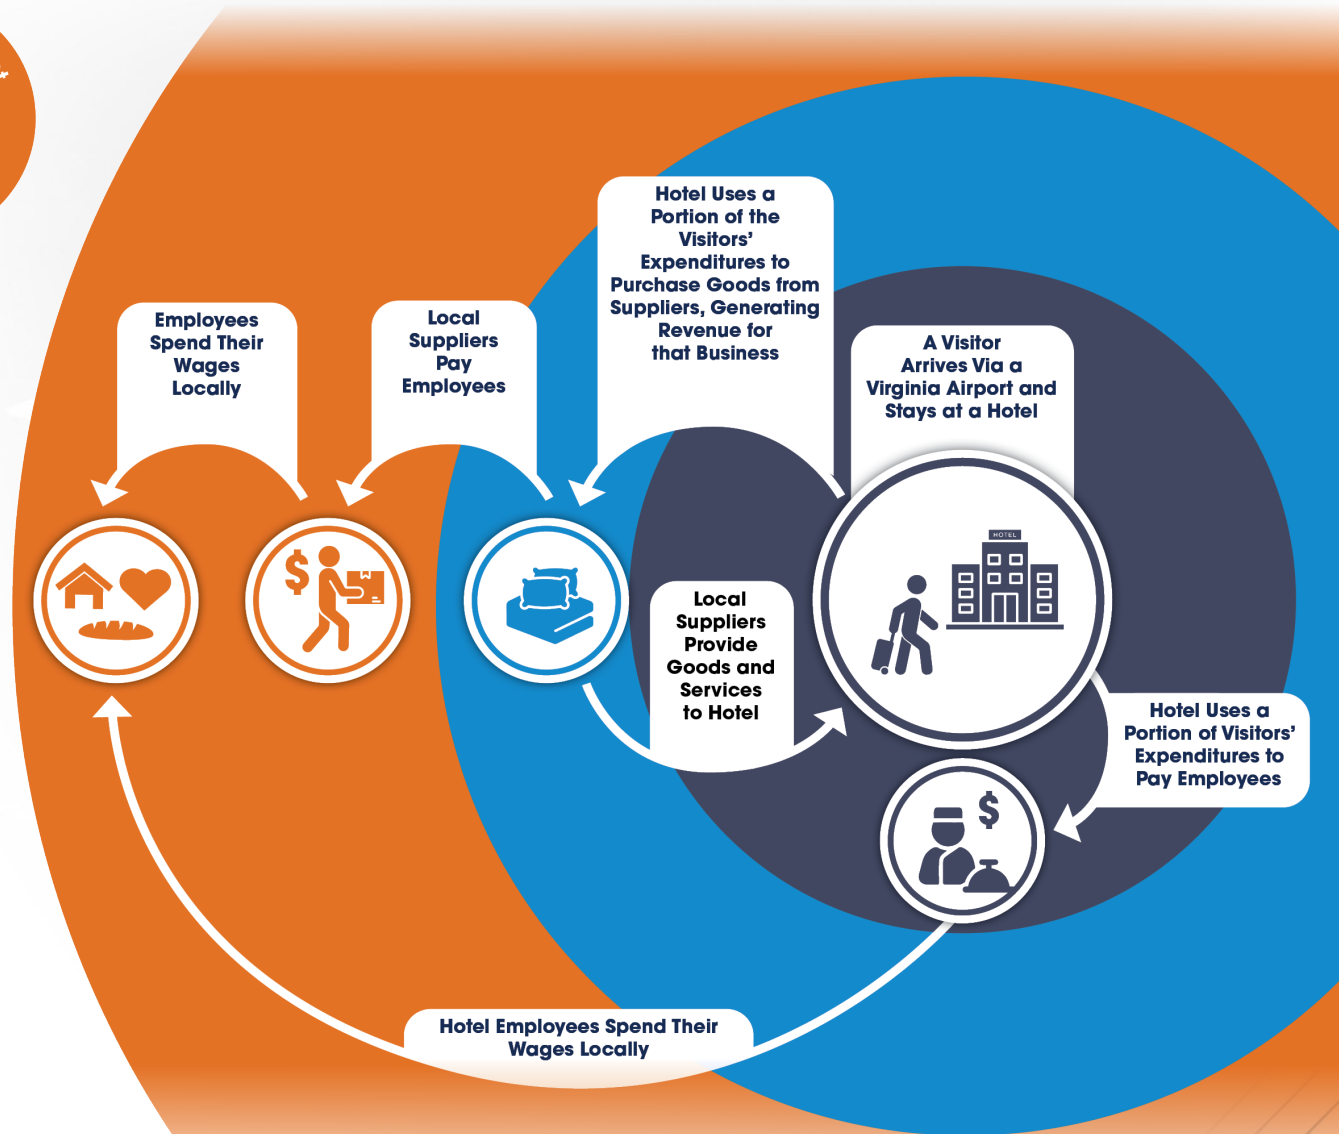 Hotel Uses a
Portion of the
Visitors’
Expenditures to
Purchase Goods from
Suppliers, Generating
Revenue for
that Business
Employees
Spend Their
Wages
Locally
Local
Suppliers
Pay
Employees
A Visitor
Arrives Via a
Virginia Airport and
Stays at a Hotel
HOTEL
$
Local
Suppliers
Provide
Goods and
Services
to Hotel
Hotel Uses a
Portion of Visitors’
Expenditures to
Pay Employees
$
Hotel Employees Spend Their
Wages Locally